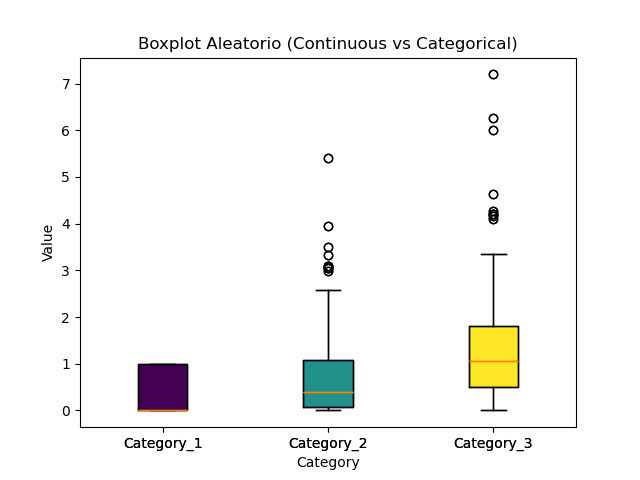 Boxplot Aleatorio (Continuous vs Categorical)
7
6
5
4
3
2
1
0
Value
Category_1 Category_2 Category_3
Category